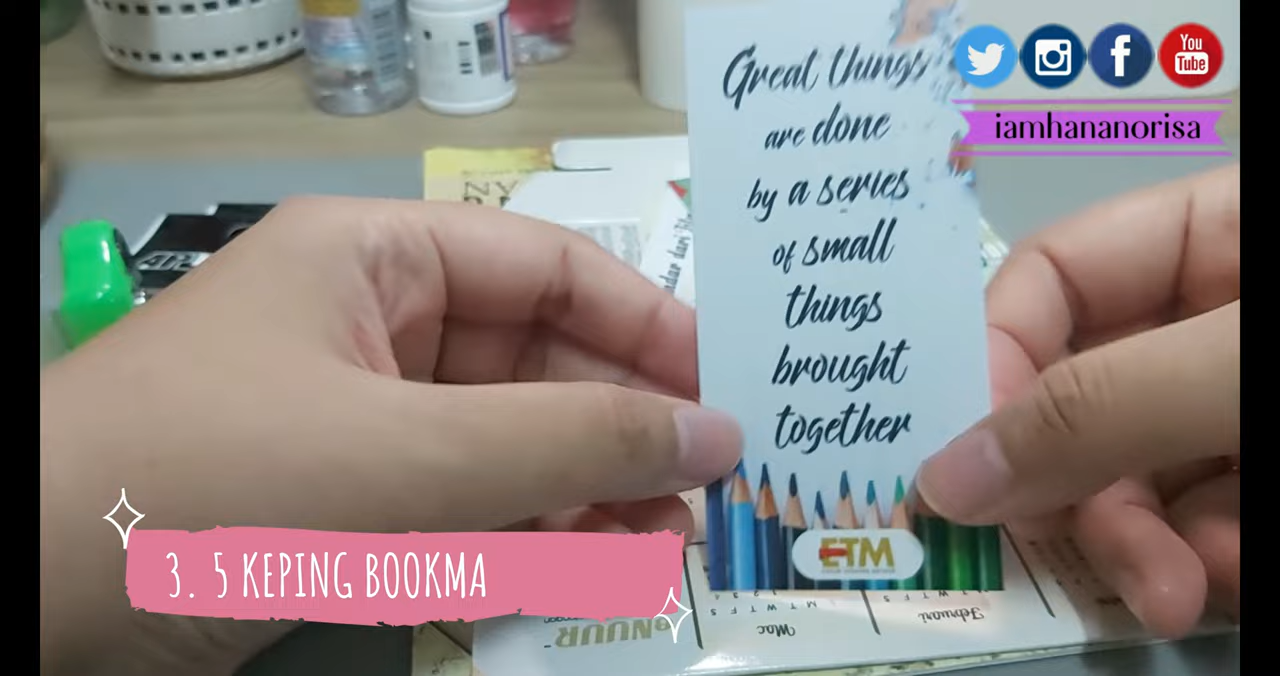 Great things
are done
by a series
of small
things
brought
together
ETM
You
Tube
iamhananorisa
3. 5 KEPING BOOKMA
NUUR
Mac
Februari
M T W T F S